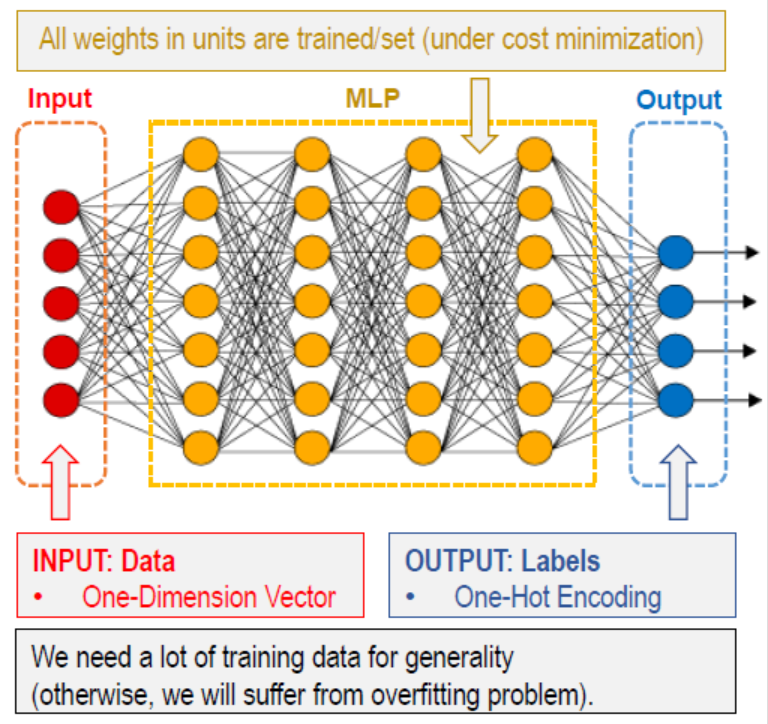 All weights in units are trained/set (under cost minimization)
Input
MLP
Output
INPUT: Data
• One-Dimension Vector
OUTPUT: Labels
• One-Hot Encoding
We need a lot of training data for generality
(otherwise, we will suffer from overfitting problem).